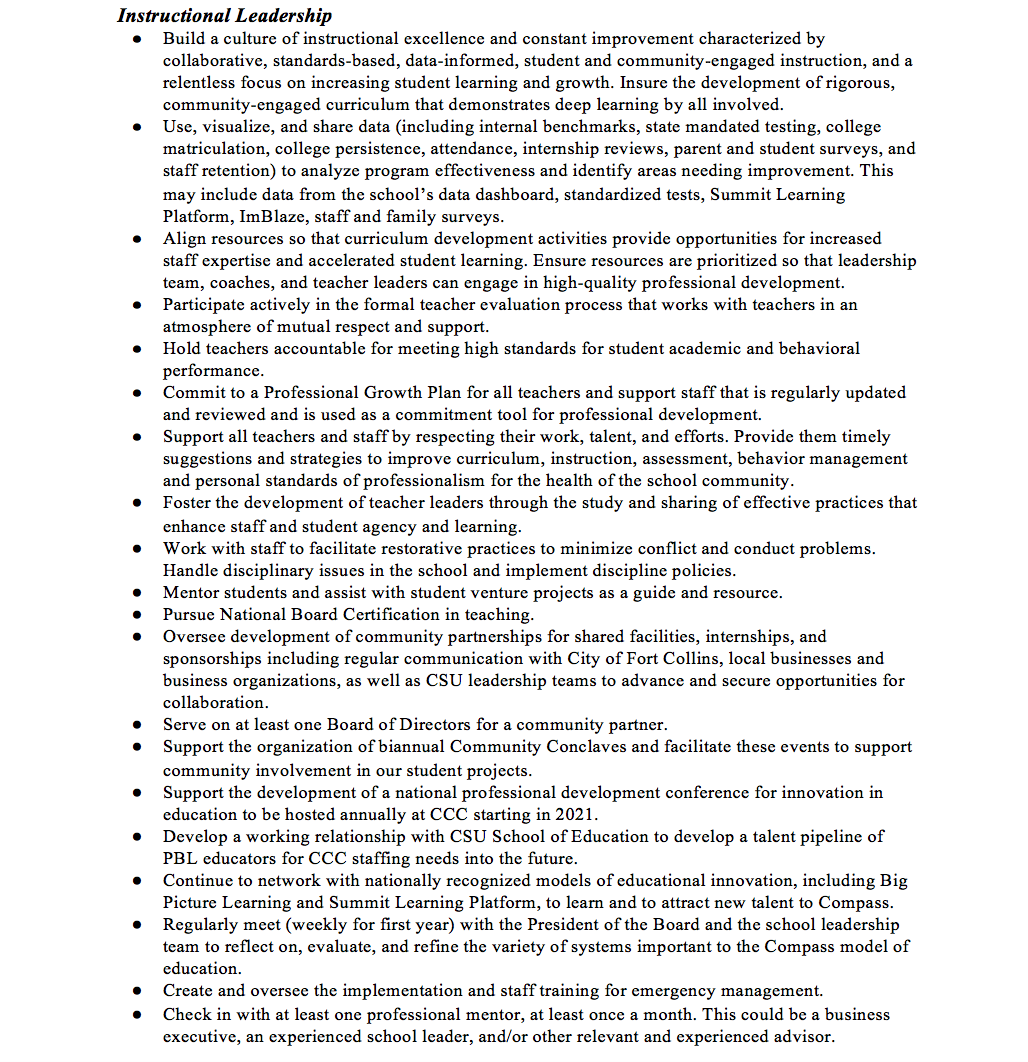 Instructional Leadership
● Build a culture of instructional excellence and constant improvement characterized by
collaborative, standards-based, data-informed, student and community-engaged instruction, and a
relentless focus on increasing student learning and growth. Insure the development of rigorous,
community-engaged curriculum that demonstrates deep learning by all involved.
● Use, visualize, and share data (including internal benchmarks, state mandated testing, college
matriculation, college persistence, attendance, internship reviews, parent and student surveys, and
staff retention) to analyze program effectiveness and identify areas needing improvement. This
may include data from the school’s data dashboard, standardized tests, Summit Learning
Platform, ImBlaze, staff and family surveys.
● Align resources so that curriculum development activities provide opportunities for increased
staff expertise and accelerated student learning. Ensure resources are prioritized so that leadership
team, coaches, and teacher leaders can engage in high-quality professional development.
● Participate actively in the formal teacher evaluation process that works with teachers in an
atmosphere of mutual respect and support.
● Hold teachers accountable for meeting high standards for student academic and behavioral
performance.
● Commit to a Professional Growth Plan for all teachers and support staff that is regularly updated
and reviewed and is used as a commitment tool for professional development.
● Support all teachers and staff by respecting their work, talent, and efforts. Provide them timely
suggestions and strategies to improve curriculum, instruction, assessment, behavior management
and personal standards of professionalism for the health of the school community.
● Foster the development of teacher leaders through the study and sharing of effective practices that
enhance staff and student agency and learning.
● Work with staff to facilitate restorative practices to minimize conflict and conduct problems.
Handle disciplinary issues in the school and implement discipline policies.
● Mentor students and assist with student venture projects as a guide and resource.
● Pursue National Board Certification in teaching.
● Oversee development of community partnerships for shared facilities, internships, and
sponsorships including regular communication with City of Fort Collins, local businesses and
business organizations, as well as CSU leadership teams to advance and secure opportunities for
collaboration.
● Serve on at least one Board of Directors for a community partner.
● Support the organization of biannual Community Conclaves and facilitate these events to support
community involvement in our student projects.
● Support the development of a national professional development conference for innovation in
education to be hosted annually at CCC starting in 2021.
● Develop a working relationship with CSU School of Education to develop a talent pipeline of
PBL educators for CCC staffing needs into the future.
● Continue to network with nationally recognized models of educational innovation, including Big
Picture Learning and Summit Learning Platform, to learn and to attract new talent to Compass.
● Regularly meet (weekly for first year) with the President of the Board and the school leadership
team to reflect on, evaluate, and refine the variety of systems important to the Compass model of
education.
● Create and oversee the implementation and staff training for emergency management.
● Check in with at least one professional mentor, at least once a month. This could be a business
executive, an experienced school leader, and/or other relevant and experienced advisor.